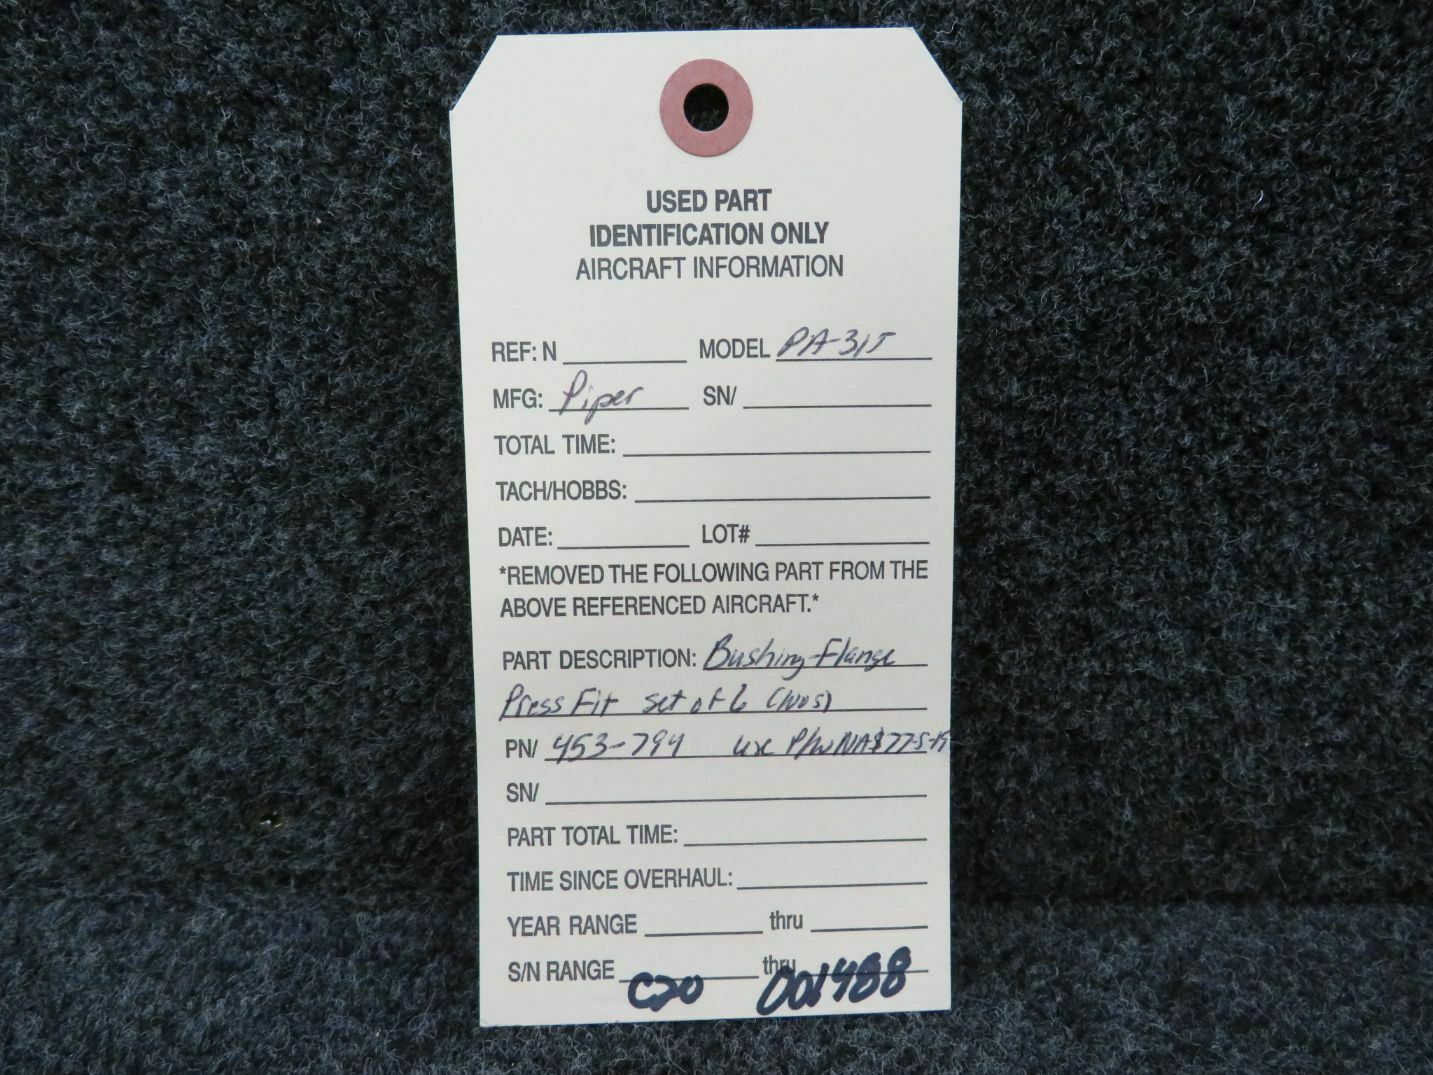 USED PART
IDENTIFICATION ONLY
AIRCRAFT INFORMATION
REF: N MODEL PA-31T
MFG: Piper SN/
TOTAL TIME:
TACH/HOBBS:
DATE: LOT#
*REMOVED THE FOLLOWING PART FROM THE
ABOVE REFERENCED AIRCRAFT.*
PART DESCRIPTION: Bushing-Flange
Press Fit set of 6 (NOS)
PN/ 453-794 use
SN/
PART TOTAL TIME:
TIME SINCE OVERHAUL:
YEAR RANGE thru
S/N RANGE thru
C20 001488